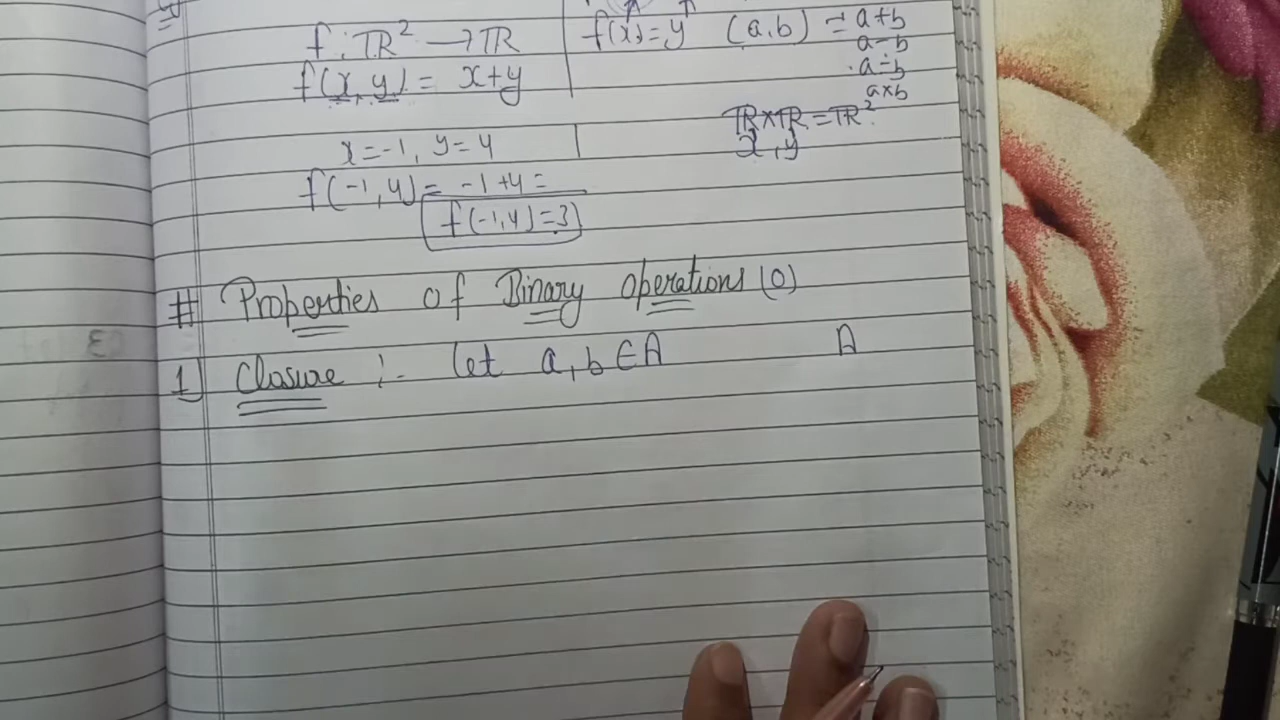 f : ℝ² → ℝ
f(x, y) = x+y
f(x)=y (a,b) = a+b
a-b
a÷b
a×b
ℝ×ℝ = ℝ²
x , y
x = -1, y = 4
f(-1,4) = -1+4 =
f(-1,4)=3
# Properties of Binary operations (o)
1) Closure :- Let a, b ∈ A A